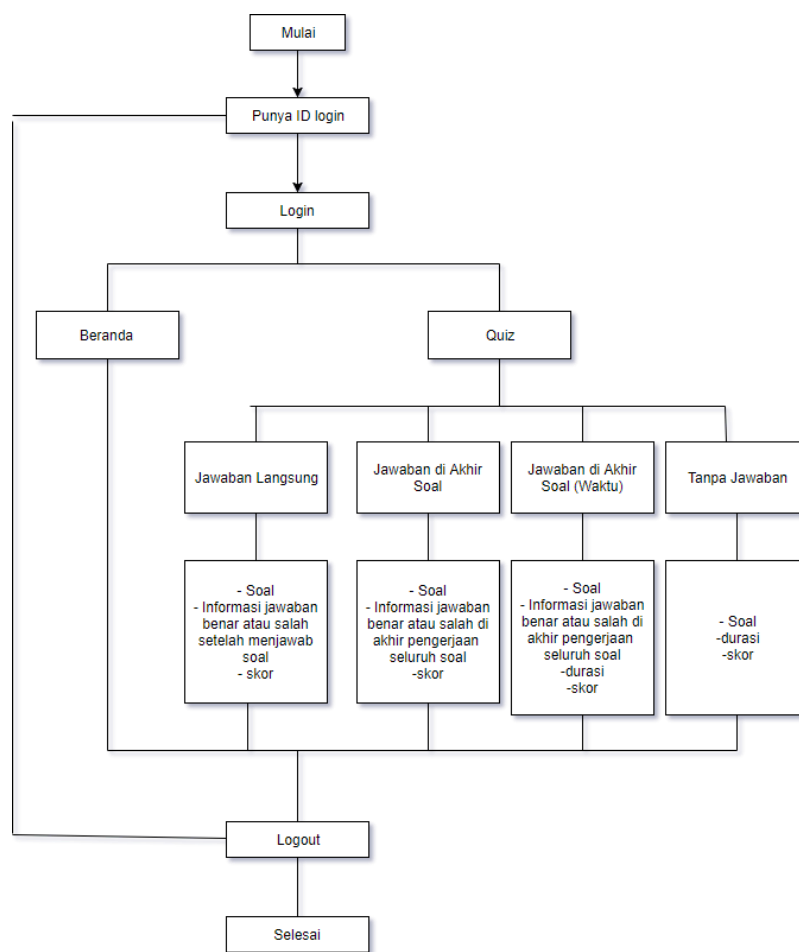 Mulai
Punya ID login
Login
Beranda
Quiz
Jawaban Langsung
Jawaban di Akhir
Soal
Jawaban di Akhir
Soal (Waktu)
Tanpa Jawaban
- Soal
- Informasi jawaban
benar atau salah
setelah menjawab
soal
- skor
- Soal
- Informasi jawaban
benar atau salah di
akhir pengerjaan
seluruh soal
-skor
- Soal
- Informasi jawaban
benar atau salah di
akhir pengerjaan
seluruh soal
-durasi
-skor
- Soal
-durasi
-skor
Logout
Selesai